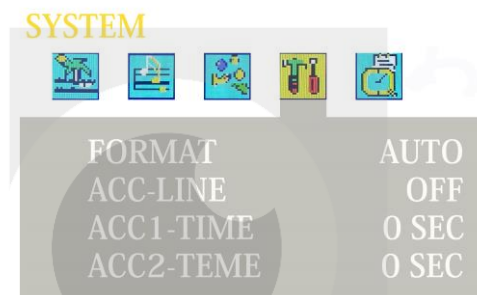 SYSTEM
FORMAT AUTO
ACC-LINE OFF
ACC1-TIME 0 SEC
ACC2-TEME 0 SEC